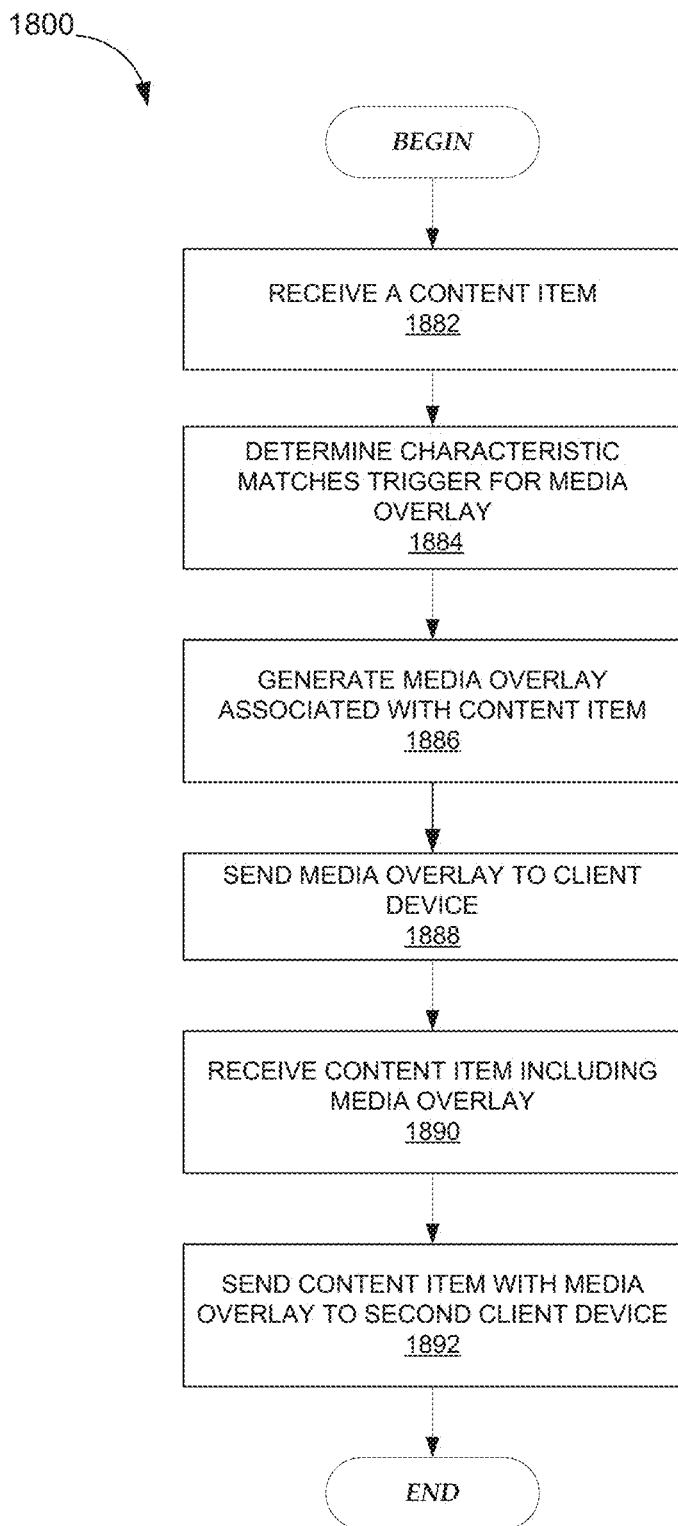 1800
BEGIN
RECEIVE A CONTENT ITEM
1882
DETERMINE CHARACTERISTIC
MATCHES TRIGGER FOR MEDIA
OVERLAY
1884
GENERATE MEDIA OVERLAY
ASSOCIATED WITH CONTENT ITEM
1886
SEND MEDIA OVERLAY TO CLIENT
DEVICE
1888
RECEIVE CONTENT ITEM INCLUDING
MEDIA OVERLAY
1890
SEND CONTENT ITEM WITH MEDIA
OVERLAY TO SECOND CLIENT DEVICE
1892
END